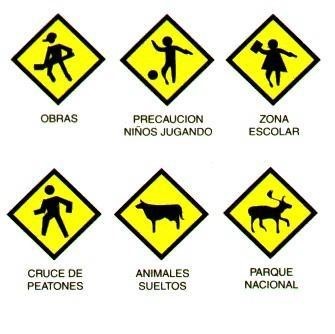 OBRAS
PRECAUCION
NIÑOS JUGANDO
ZONA
ESCOLAR
CRUCE DE
PEATONES
ANIMALES
SUELTOS
PARQUE
NACIONAL